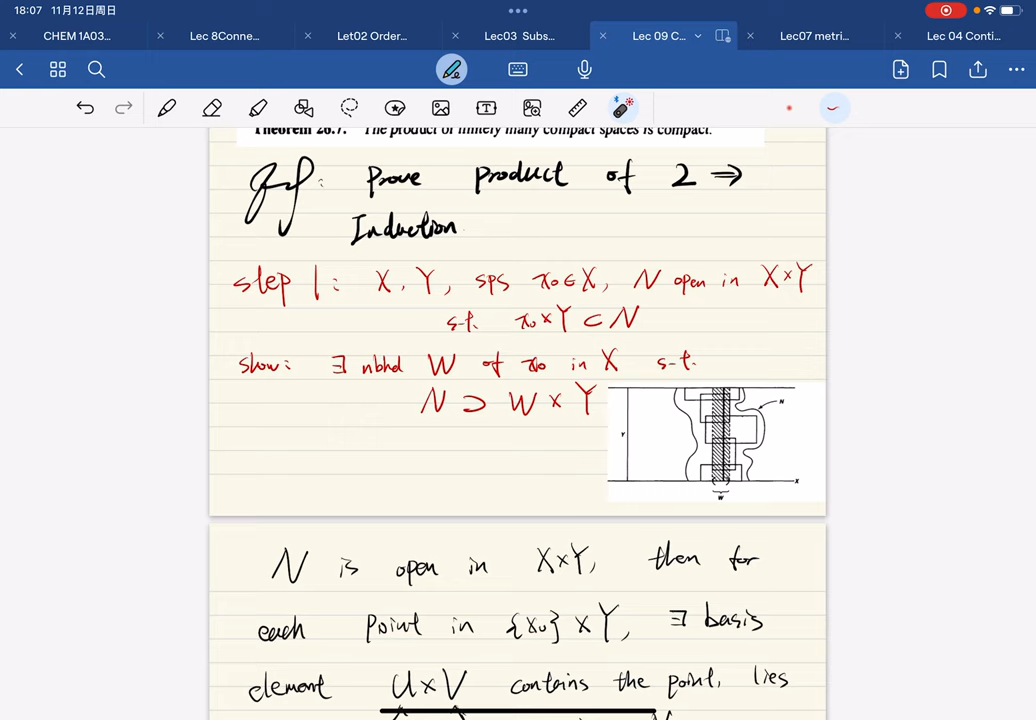 18:07 11月12日周日
CHEM 1A03...
Lec 8Conne...
Let02 Order...
Lec03 Subs...
Lec 09 C...
Lec07 metri...
Lec 04 Conti...
Theorem 26.7. The product of finitely many compact spaces is compact.
prf: Prove product of 2 ⇒
Induction
step 1: X, Y, sps x₀ ∈ X, N open in X×Y
s.t. x₀×Y ⊂ N
show: ∃ nbhd W of x₀ in X s.t.
N ⊃ W × Y
N
Y
X
W
N is open in X×Y, then for
each point in {x₀} × Y, ∃ basis
element U×V contains the point, lies